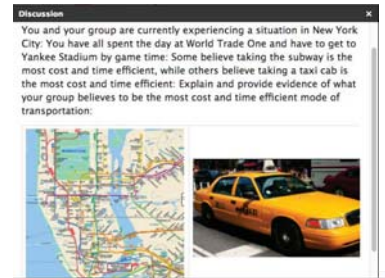 Discussion
You and your group are currently experiencing a situation in New York
City: You have all spent the day at World Trade One and have to get to
Yankee Stadium by game time: Some believe taking the subway is the
most cost and time efficient, while others believe taking a taxi cab is
the most cost and time efficient: Explain and provide evidence of what
your group believes to be the most cost and time efficient mode of
transportation: